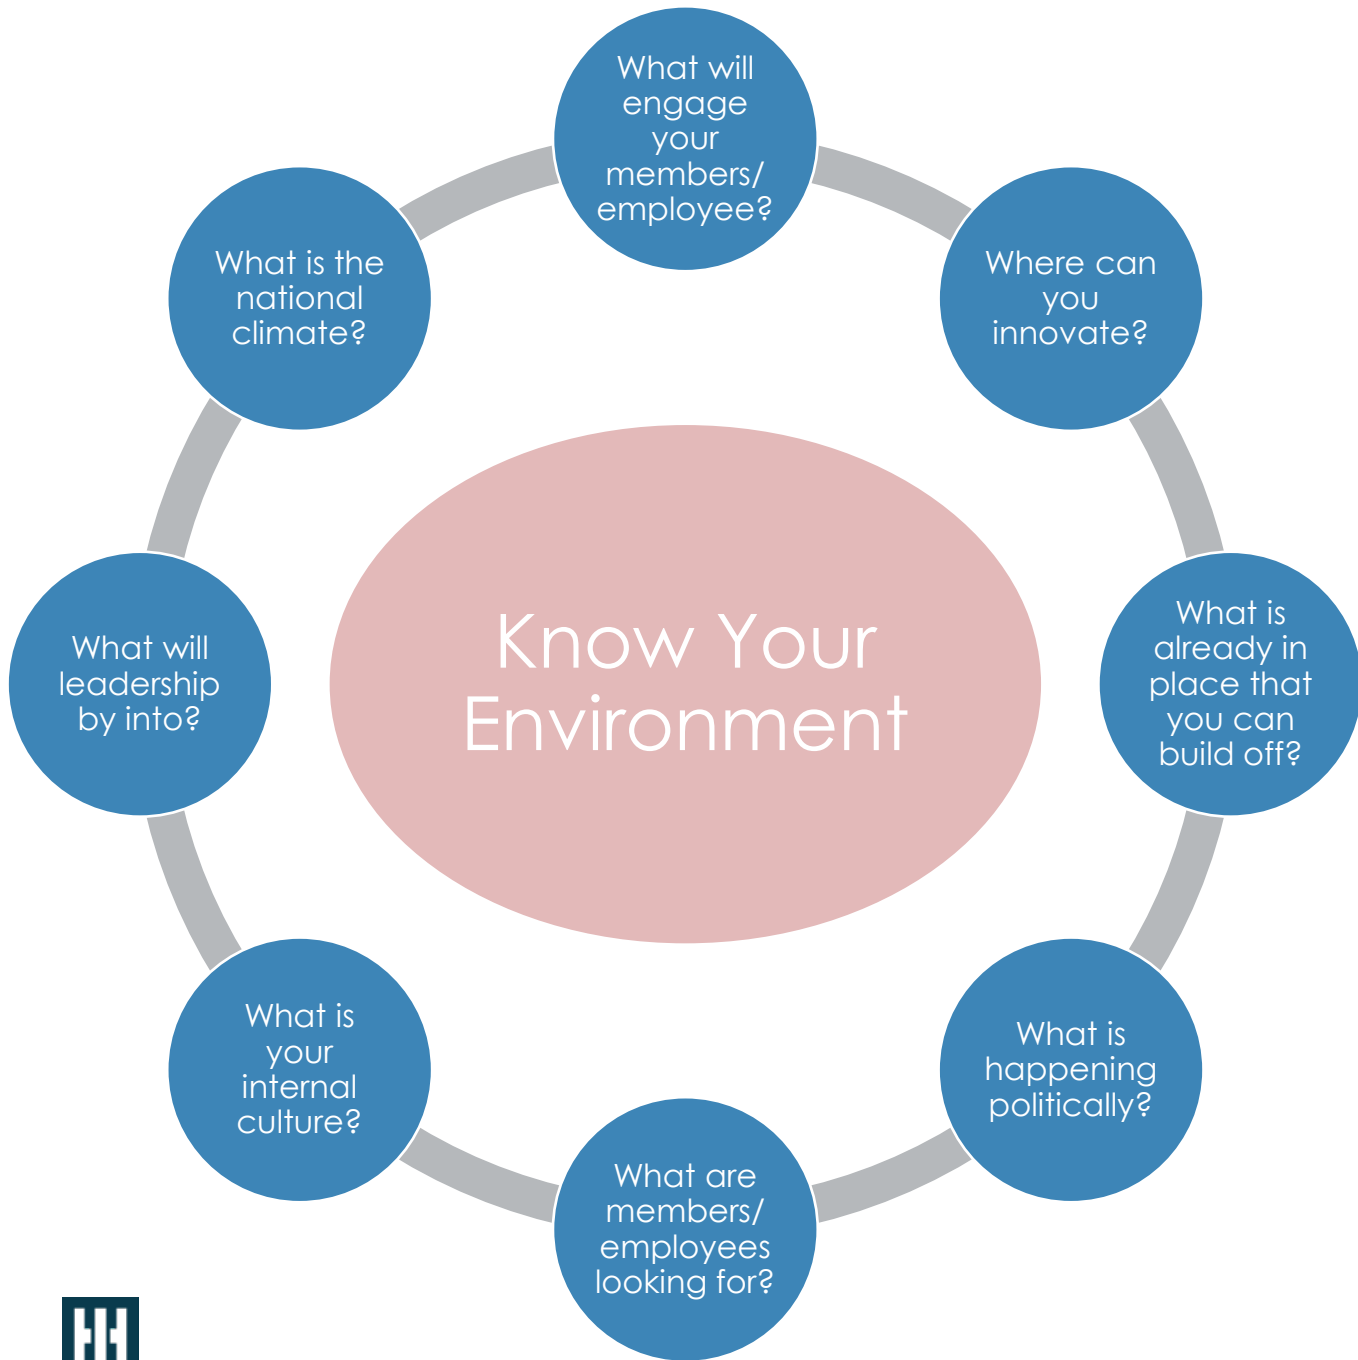 What will
engage
your
members/
employee?
Where can
you
innovate?
What is
already in
place that
you can
build off?
What is
happening
politically?
What are
members/
employees
looking for?
What is
your
internal
culture?
What will
leadership
by into?
What is the
national
climate?
Know Your
Environment